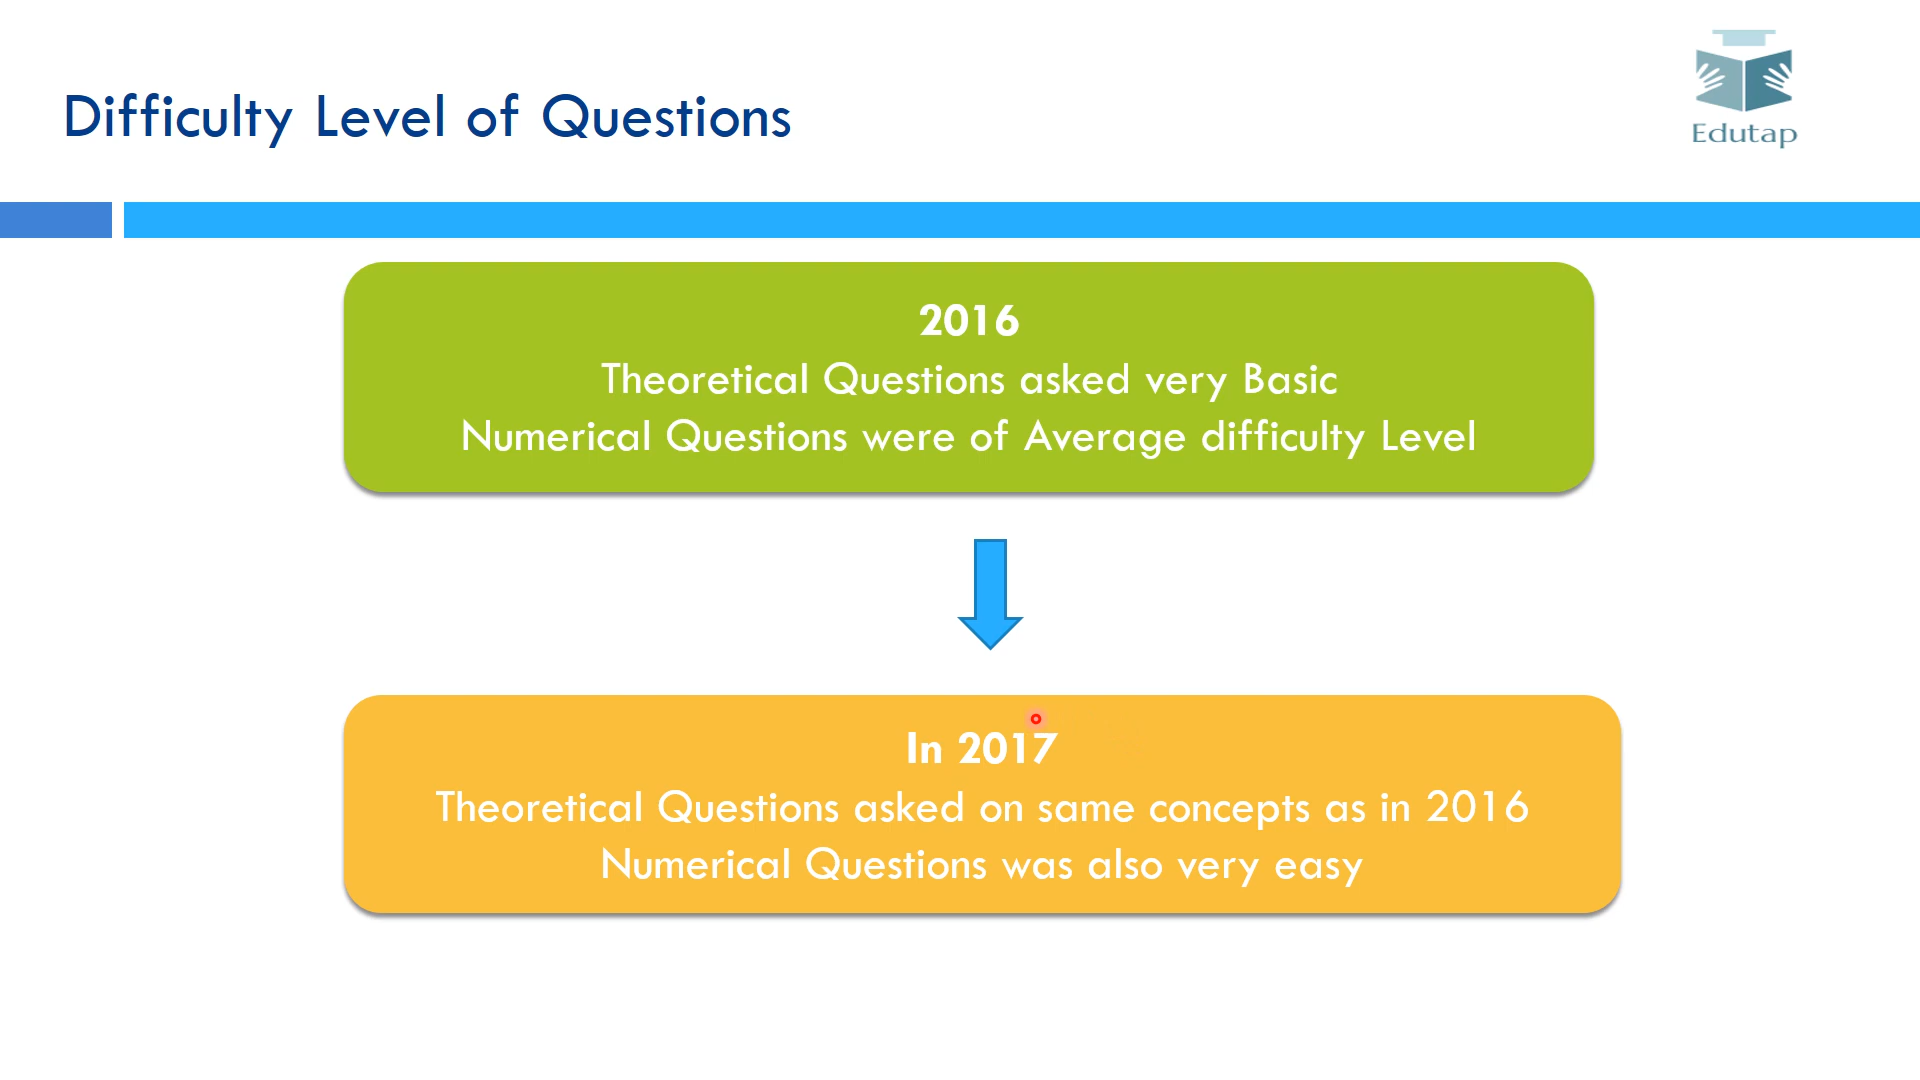 Difficulty Level of Questions
Edutap
2016
Theoretical Questions asked very Basic
Numerical Questions were of Average difficulty Level
In 2017
Theoretical Questions asked on same concepts as in 2016
Numerical Questions was also very easy